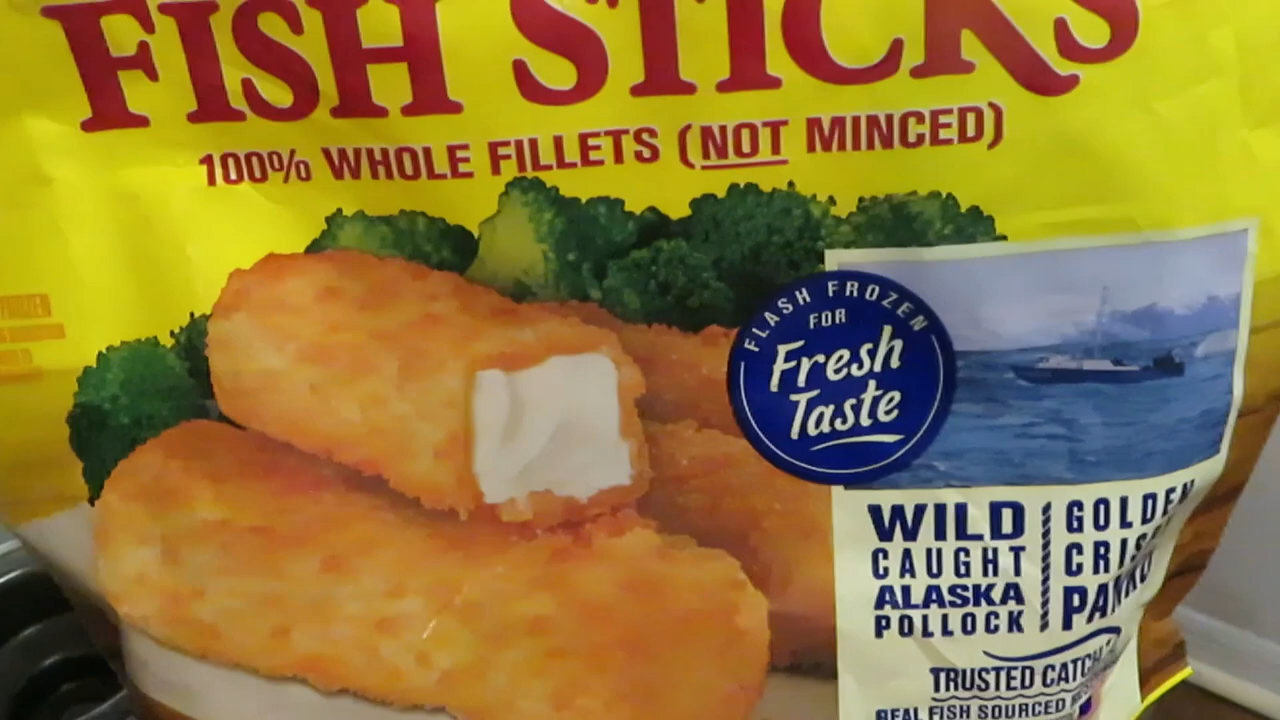 FISH STICKS
100% WHOLE FILLETS (NOT MINCED)
FLASH FROZEN
FOR
Fresh
Taste
WILD
CAUGHT
ALASKA
POLLOCK
GOLDEN
CRISP
PANKO
TRUSTED CATCH
REAL FISH SOURCED